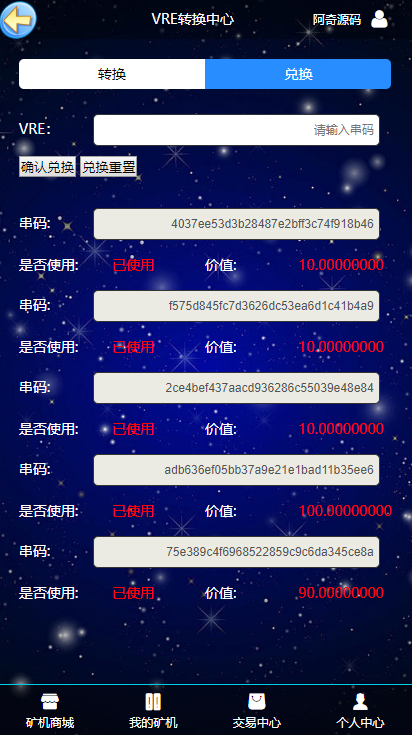 VRE转换中心 阿奇源码
转换 兑换
VRE: 请输入串码
确认兑换 兑换重置
串码: 4037ee53d3b28487e2bff3c74f918b46
是否使用: 已使用 价值: 10.00000000
串码: f575d845fc7d3626dc53ea6d1c41b4a9
是否使用: 已使用 价值: 10.00000000
串码: 2ce4bef437aacd936286c55039e48e84
是否使用: 已使用 价值: 10.00000000
串码: adb636ef05bb37a9e21e1bad11b35ee6
是否使用: 已使用 价值: 100.00000000
串码: 75e389c4f6968522859c9c6da345ce8a
是否使用: 已使用 价值: 90.00000000
矿机商城 我的矿机 交易中心 个人中心